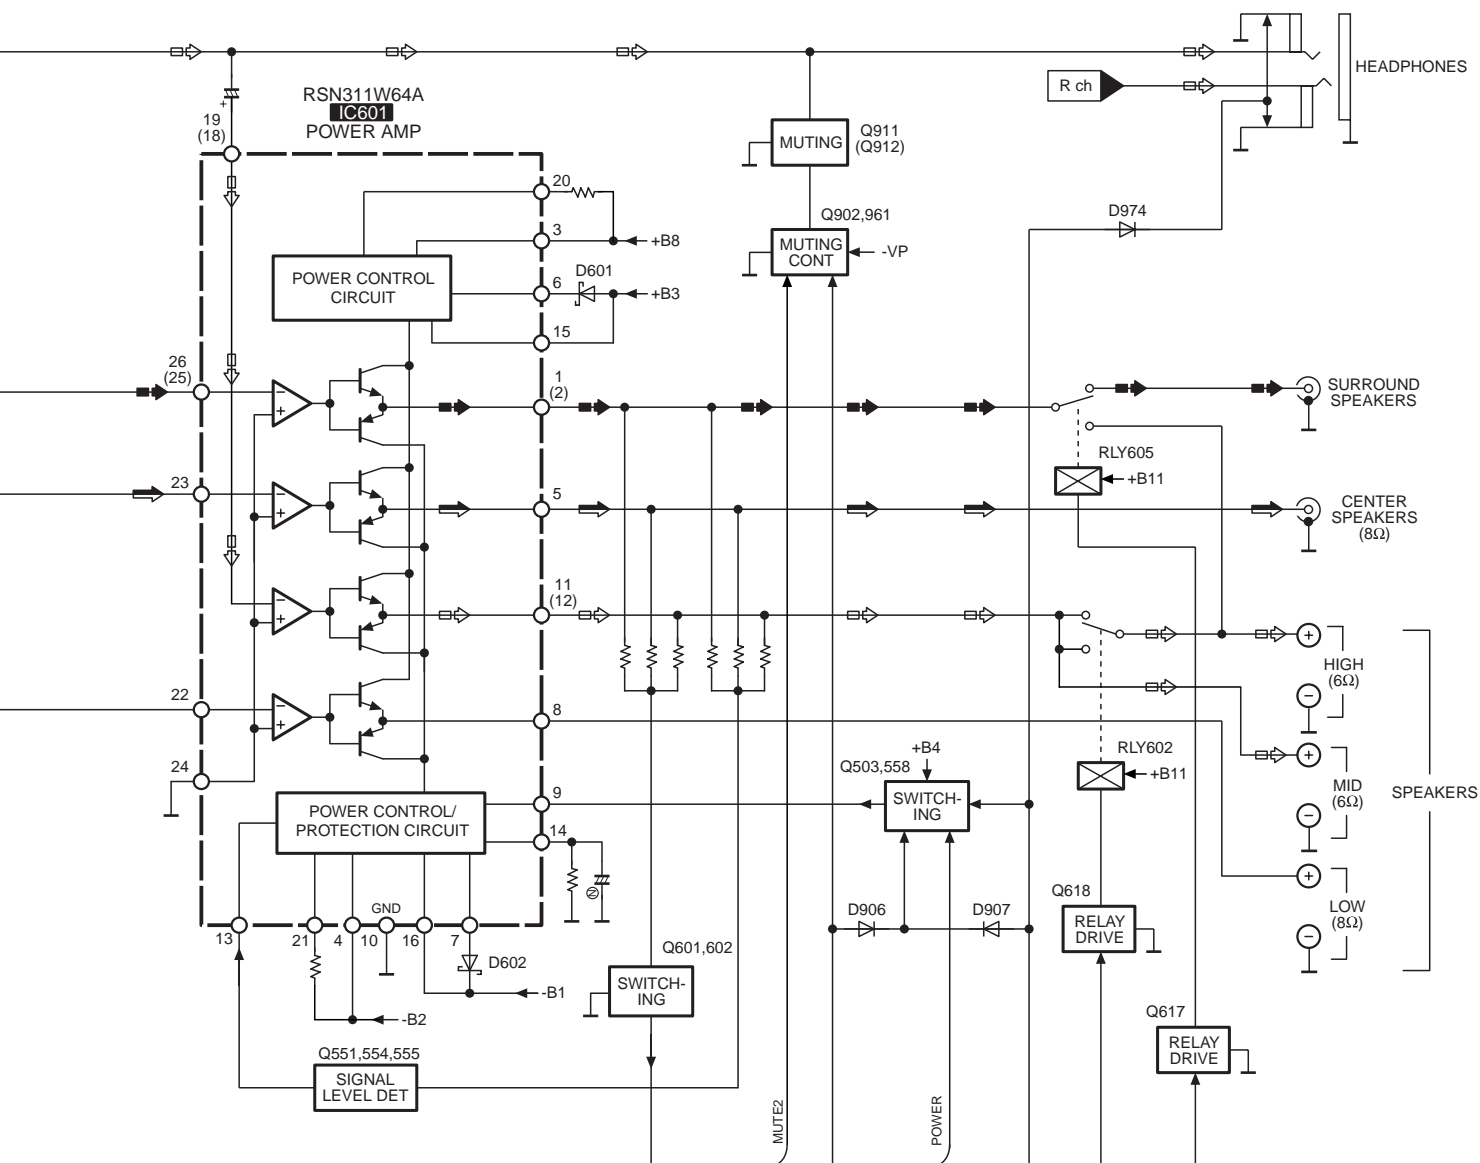 HEADPHONES
R ch
RSN311W64A
IC601
POWER AMP
19
(18)
+
MUTING
Q911
(Q912)
20
3
+B8
Q902,961
MUTING
CONT
-VP
D974
POWER CONTROL
CIRCUIT
6
D601
+B3
15
26
(25)
1
(2)
−
+
SURROUND
SPEAKERS
RLY605
+B11
23
5
−
+
CENTER
SPEAKERS
(8Ω)
11
(12)
−
+
+
HIGH
(6Ω)
−
22
8
−
+
24
+B4
RLY602
+B11
+
MID
(6Ω)
−
SPEAKERS
Q503,558
SWITCH-
ING
POWER CONTROL/
PROTECTION CIRCUIT
9
14
N
+
LOW
(8Ω)
−
D906
D907
Q618
RELAY
DRIVE
GND
13
21
4
10
16
7
D602
-B1
-B2
Q601,602
SWITCH-
ING
Q617
RELAY
DRIVE
Q551,554,555
SIGNAL
LEVEL DET
MUTE2
POWER